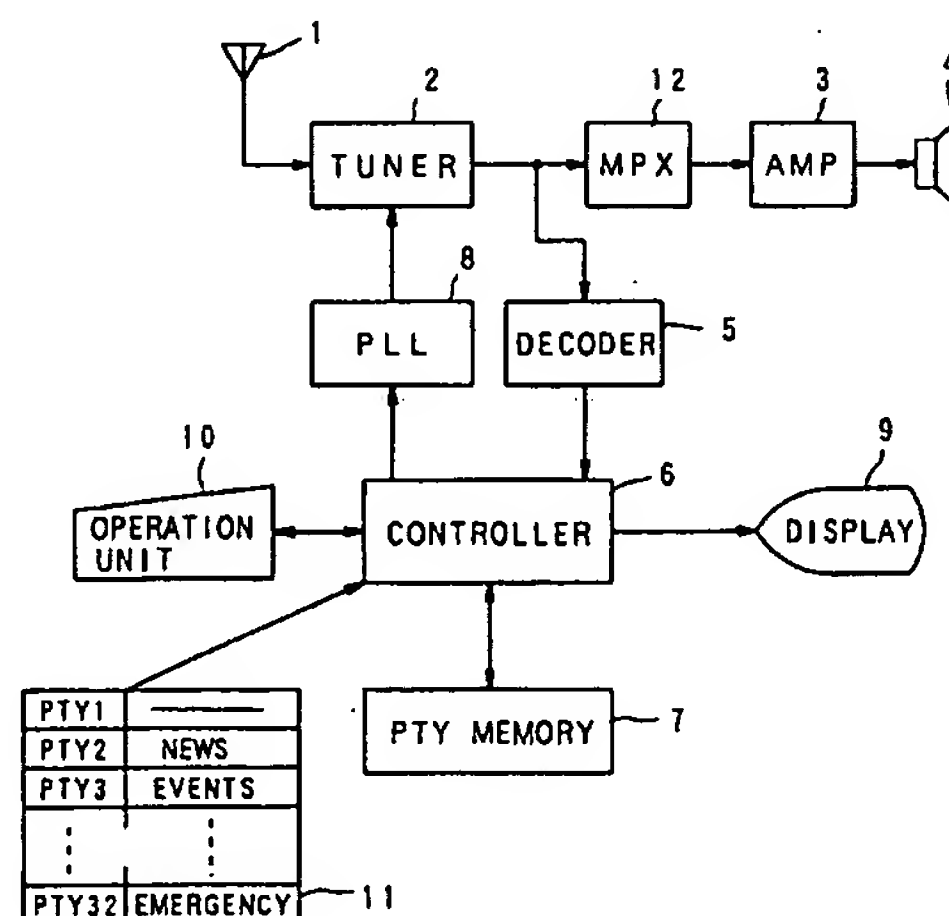 1
2
12
3
4
TUNER
MPX
AMP
8
PLL
DECODER
5
10
6
9
OPERATION
UNIT
CONTROLLER
DISPLAY
PTY1
PTY2 NEWS
PTY3 EVENTS
PTY MEMORY
7
PTY32 EMERGENCY
11